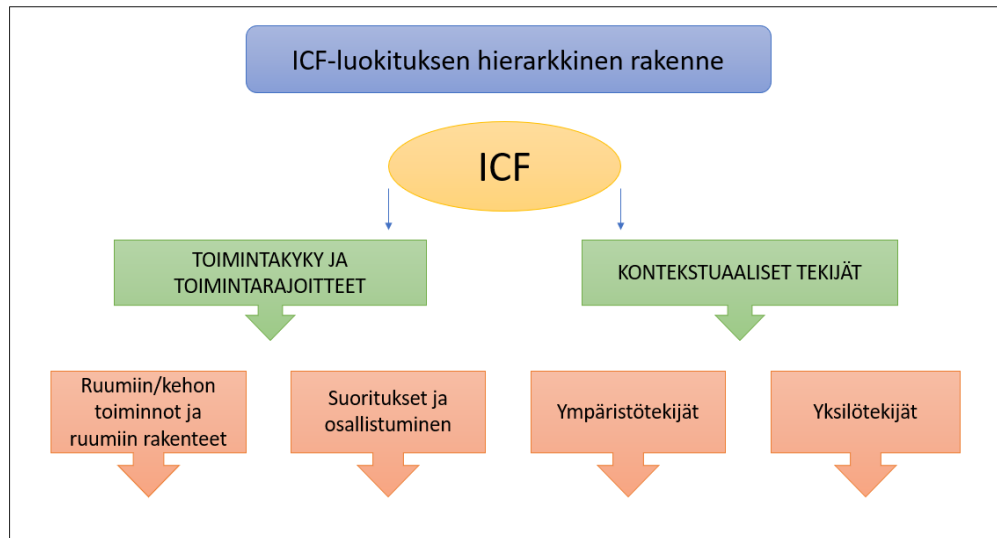 ICF-luokituksen hierarkkinen rakenne
ICF
TOIMINTAKYKY JA
TOIMINTARAJOITTEET
KONTEKSTUAALISET TEKIJÄT
Ruumiin/kehon
toiminnot ja
ruumiin rakenteet
Suoritukset ja
osallistuminen
Ympäristötekijät
Yksilötekijät